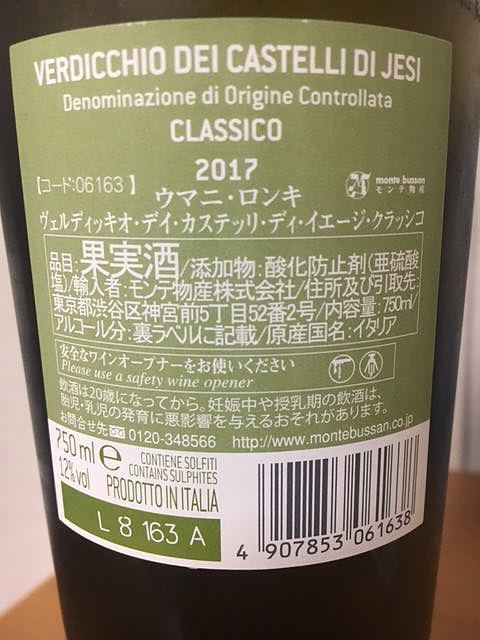 VERDICCHIO DEI CASTELLI DI JESI
Denominazione di Origine Controllata
CLASSICO
2017
【コード:06163】
monte bussan
モンテ物産
ウマニ・ロンキ
ヴェルディッキオ・デイ・カステッリ・ディ・イエージ・クラッシコ
品目:果実酒/添加物:酸化防止剤(亜硫酸
塩)/輸入者:モンテ物産株式会社/住所及び引取先:
東京都渋谷区神宮前5丁目52番2号/内容量:750ml/
アルコール分:裏ラベルに記載/原産国名:イタリア
安全なワインオープナーをお使いください
Please use a safety wine opener
飲酒は20歳になってから。妊娠中や授乳期の飲酒は、
胎児・乳児の発育に悪影響を与えるおそれがあります。
お問合せ先 0120-348566 http://www.montebussan.co.jp
750 ml e
12% vol
CONTIENE SOLFITI
CONTAINS SULPHITES
PRODOTTO IN ITALIA
L 8 163 A
4 907853 061638